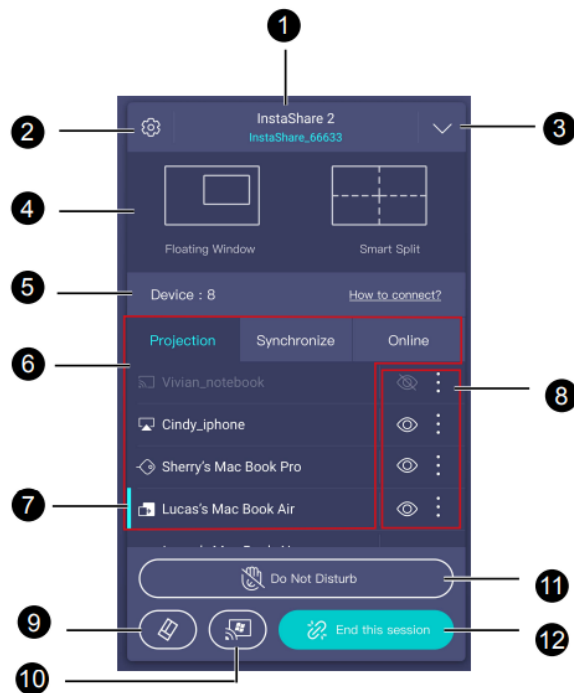 1
InstaShare 2
InstaShare_66633
2
3
4
Floating Window
Smart Split
5
Device : 8
How to connect?
6
Projection
Synchronize
Online
Vivian_notebook
8
Cindy_iphone
Sherry's Mac Book Pro
7
Lucas's Mac Book Air
Do Not Disturb
11
9
End this session
12
10